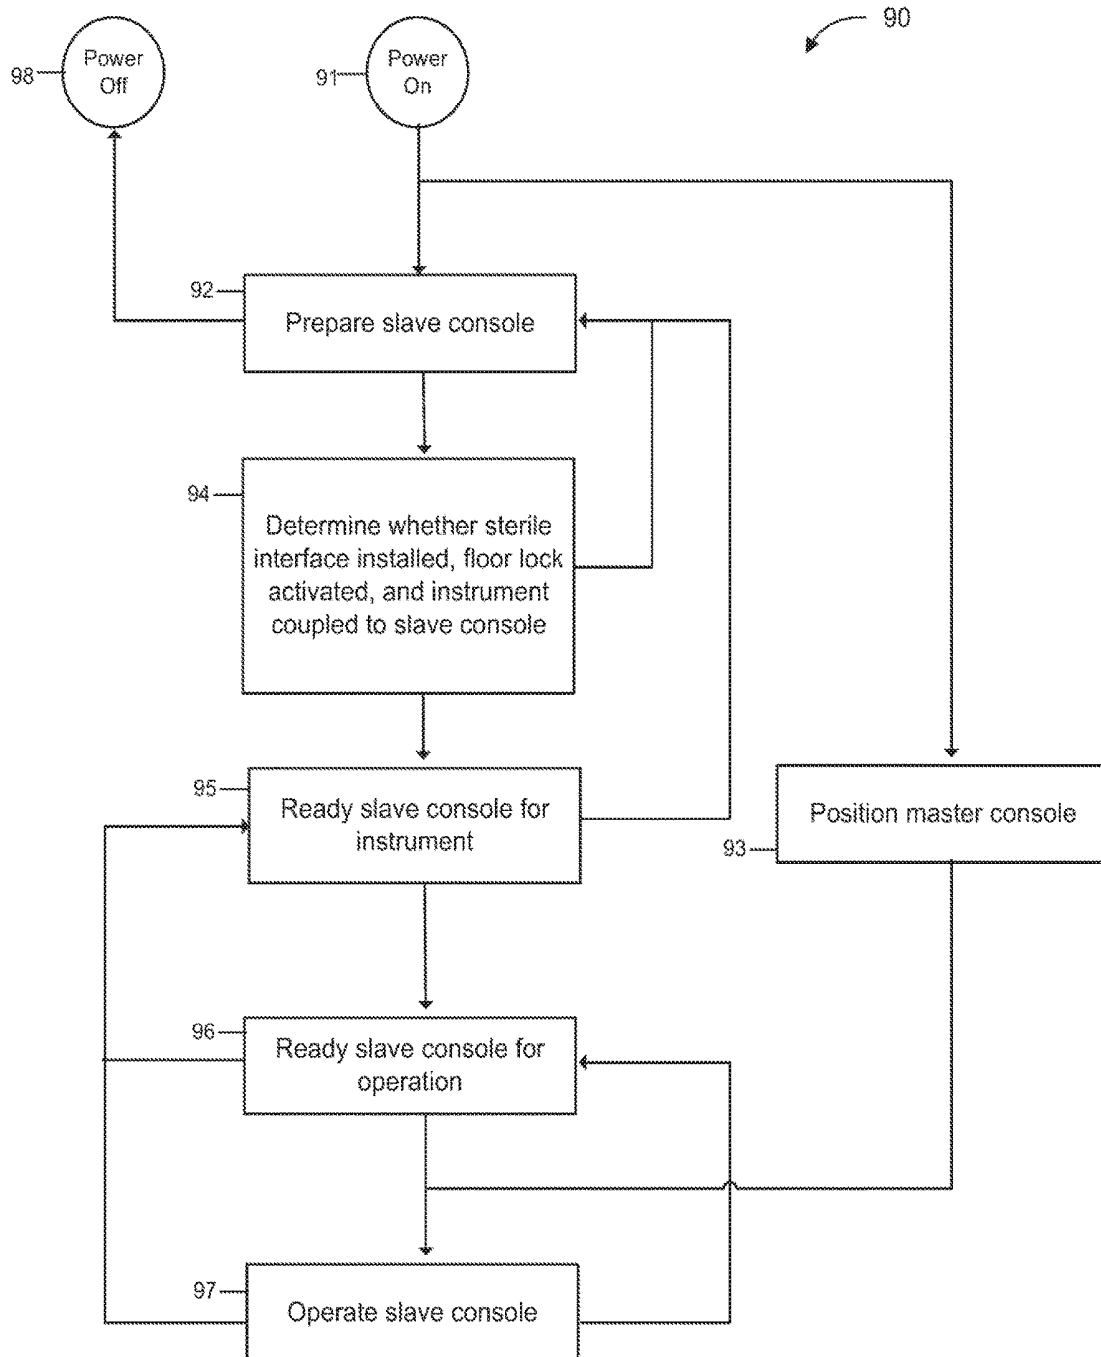 90
98
Power
Off
91
Power
On
92
Prepare slave console
94
Determine whether sterile
interface installed, floor lock
activated, and instrument
coupled to slave console
95
Ready slave console for
instrument
Position master console
93
96
Ready slave console for
operation
97
Operate slave console